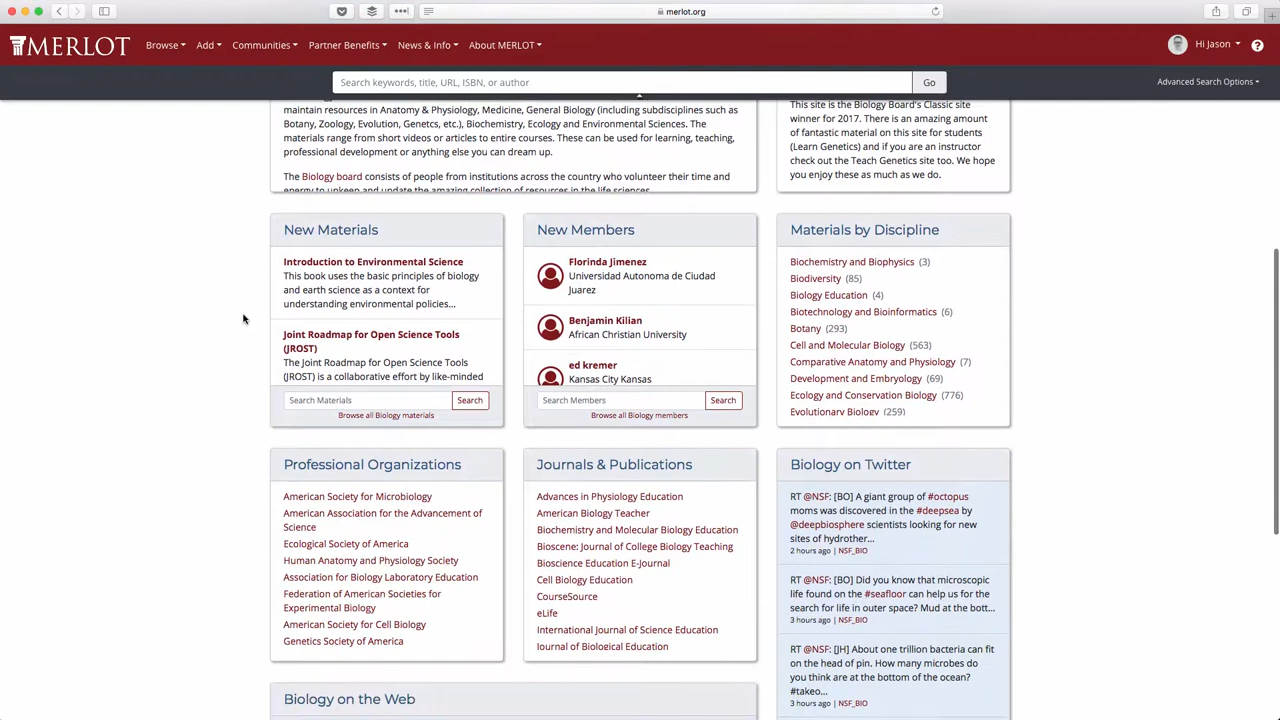 merlot.org
MERLOT
Browse
Add
Communities
Partner Benefits
News & Info
About MERLOT
Hi Jason
?
Search keywords, title, URL, ISBN, or author
Go
Advanced Search Options
maintain resources in Anatomy & Physiology, Medicine, General Biology (including subdisciplines such as
Botany, Zoology, Evolution, Genetcs, etc.), Biochemistry, Ecology and Environmental Sciences. The
materials range from short videos or articles to entire courses. These can be used for learning, teaching,
professional development or anything else you can dream up.
The Biology board consists of people from institutions across the country who volunteer their time and
energy to upkeep and update the amazing collection of resources in the life sciences.
This site is the Biology Board's Classic site
winner for 2017. There is an amazing amount
of fantastic material on this site for students
(Learn Genetics) and if you are an instructor
check out the Teach Genetics site too. We hope
you enjoy these as much as we do.
New Materials
Introduction to Environmental Science
This book uses the basic principles of biology
and earth science as a context for
understanding environmental policies...
Joint Roadmap for Open Science Tools
(JROST)
The Joint Roadmap for Open Science Tools
(JROST) is a collaborative effort by like-minded
Search Materials
Search
Browse all Biology materials
New Members
Florinda Jimenez
Universidad Autonoma de Ciudad
Juarez
Benjamin Kilian
African Christian University
ed kremer
Kansas City Kansas
Search Members
Search
Browse all Biology members
Materials by Discipline
Biochemistry and Biophysics (3)
Biodiversity (85)
Biology Education (4)
Biotechnology and Bioinformatics (6)
Botany (293)
Cell and Molecular Biology (563)
Comparative Anatomy and Physiology (7)
Development and Embryology (69)
Ecology and Conservation Biology (776)
Evolutionary Biology (259)
Professional Organizations
American Society for Microbiology
American Association for the Advancement of
Science
Ecological Society of America
Human Anatomy and Physiology Society
Association for Biology Laboratory Education
Federation of American Societies for
Experimental Biology
American Society for Cell Biology
Genetics Society of America
Journals & Publications
Advances in Physiology Education
American Biology Teacher
Biochemistry and Molecular Biology Education
Bioscene: Journal of College Biology Teaching
Bioscience Education E-Journal
Cell Biology Education
CourseSource
eLife
International Journal of Science Education
Journal of Biological Education
Biology on Twitter
RT @NSF: [BO] A giant group of #octopus
moms was discovered in the #deepsea by
@deepbiosphere scientists looking for new
sites of hydrother...
2 hours ago | NSF_BIO
RT @NSF: [BO] Did you know that microscopic
life found on the #seafloor can help us for the
search for life in outer space? Mud at the bott...
3 hours ago | NSF_BIO
RT @NSF: [JH] About one trillion bacteria can fit
on the head of pin. How many microbes do
you think are at the bottom of the ocean?
#takeo...
3 hours ago | NSF_BIO
Biology on the Web